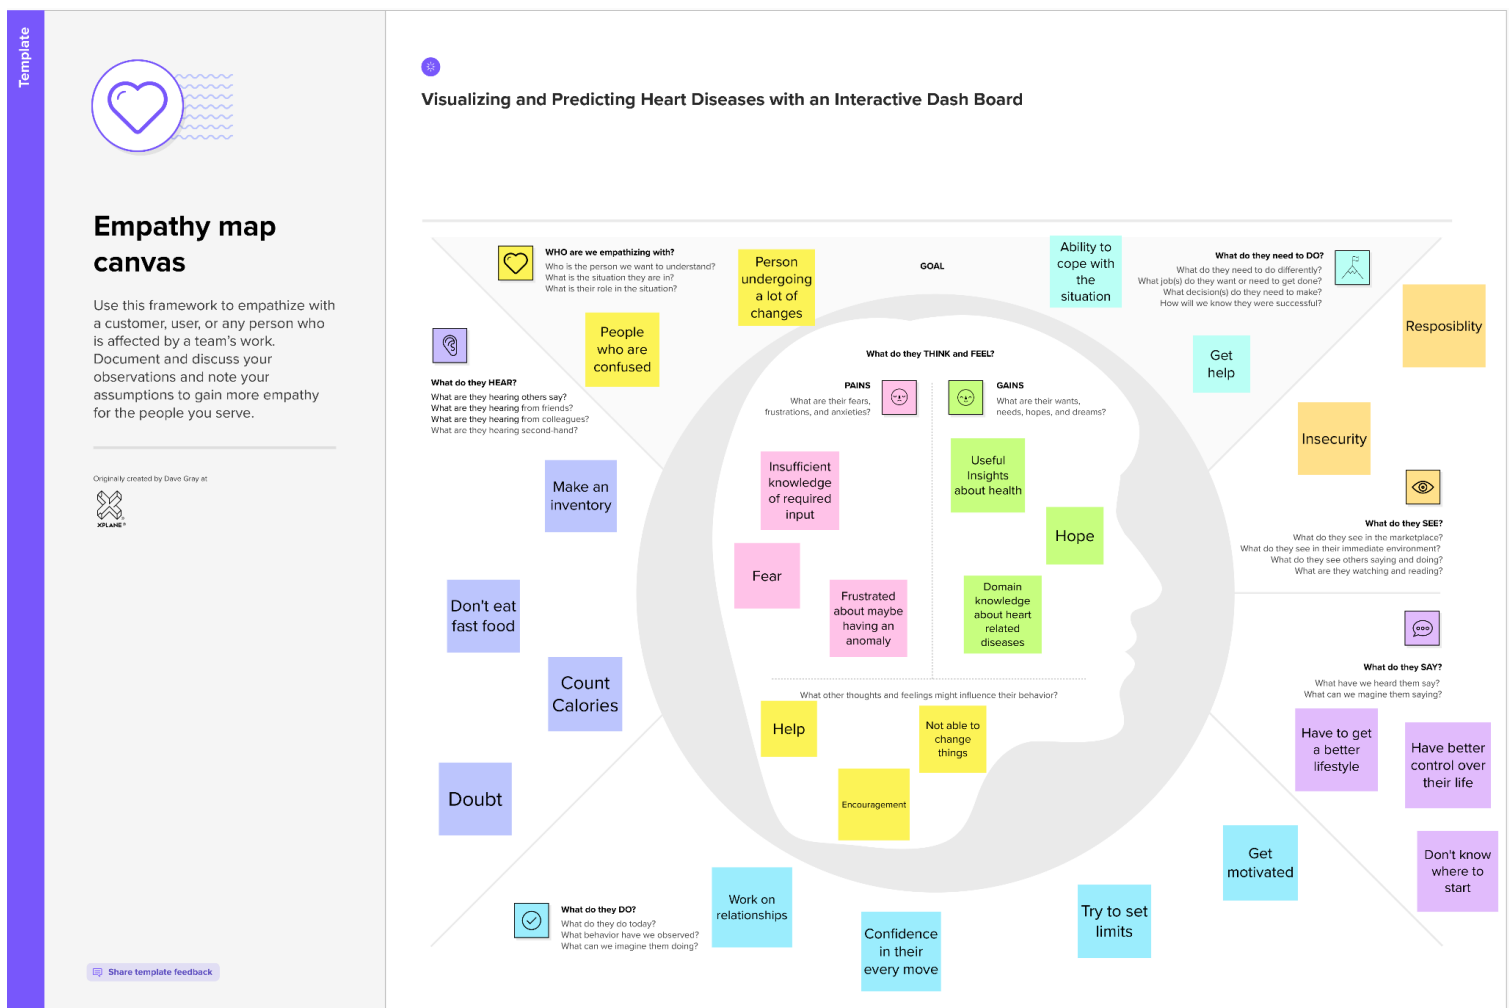 Template
Empathy map
canvas
Use this framework to empathize with
a customer, user, or any person who
is affected by a team's work.
Document and discuss your
observations and note your
assumptions to gain more empathy
for the people you serve.
Originally created by Dave Gray at
XPLANE
Share template feedback
Visualizing and Predicting Heart Diseases with an Interactive Dash Board
WHO are we empathizing with?
Who is the person we want to understand?
What is the situation they are in?
What is their role in the situation?
Person
undergoing
a lot of
changes
People
who are
confused
GOAL
Ability to
cope with
the
situation
What do they need to DO?
What do they need to do differently?
What job(s) do they want or need to get done?
What decision(s) do they need to make?
How will we know they were successful?
Get
help
Resposiblity
Insecurity
What do they SEE?
What do they see in the marketplace?
What do they see in their immediate environment?
What do they see others saying and doing?
What are they watching and reading?
What do they HEAR?
What are they hearing others say?
What are they hearing from friends?
What are they hearing from colleagues?
What are they hearing second-hand?
Make an
inventory
Don't eat
fast food
Count
Calories
Doubt
What do they THINK and FEEL?
PAINS
What are their fears,
frustrations, and anxieties?
GAINS
What are their wants,
needs, hopes, and dreams?
Insufficient
knowledge
of required
input
Fear
Frustrated
about maybe
having an
anomaly
Useful
Insights
about health
Hope
Domain
knowledge
about heart
related
diseases
What other thoughts and feelings might influence their behavior?
Help
Not able to
change
things
Encouragement
What do they SAY?
What have we heard them say?
What can we magine them saying?
Have to get
a better
lifestyle
Have better
control over
their life
Don't know
where to
start
What do they DO?
What do they do today?
What behavior have we observed?
What can we imagine them doing?
Work on
relationships
Confidence
in their
every move
Try to set
limits
Get
motivated